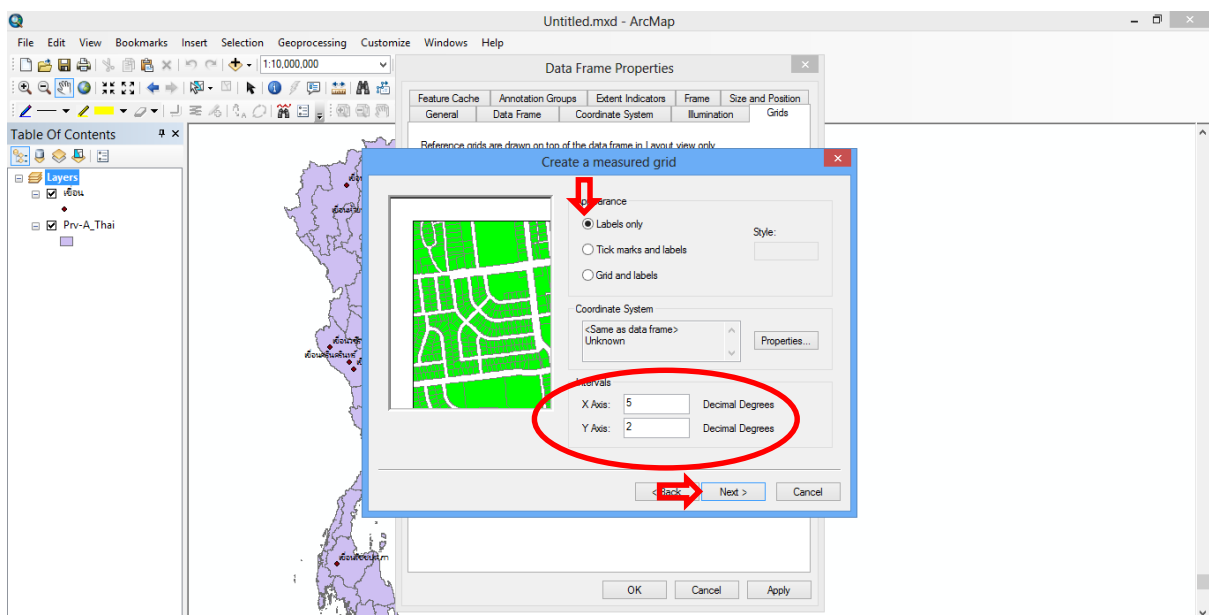 Untitled.mxd - ArcMap
File Edit View Bookmarks Insert Selection Geoprocessing Customize Windows Help
1:10,000,000
Data Frame Properties
Feature Cache Annotation Groups Extent Indicators Frame Size and Position
General Data Frame Coordinate System Illumination Grids
Table Of Contents
Reference grids are drawn on top of the data frame in Layout view only
Layers
เขื่อน
Prv-A_Thai
Create a measured grid
Appearance
Labels only
Tick marks and labels
Grid and labels
Style:
Coordinate System
<Same as data frame>
Unknown
Properties...
Intervals
X Axis: 5 Decimal Degrees
Y Axis: 2 Decimal Degrees
< Back Next > Cancel
OK Cancel Apply